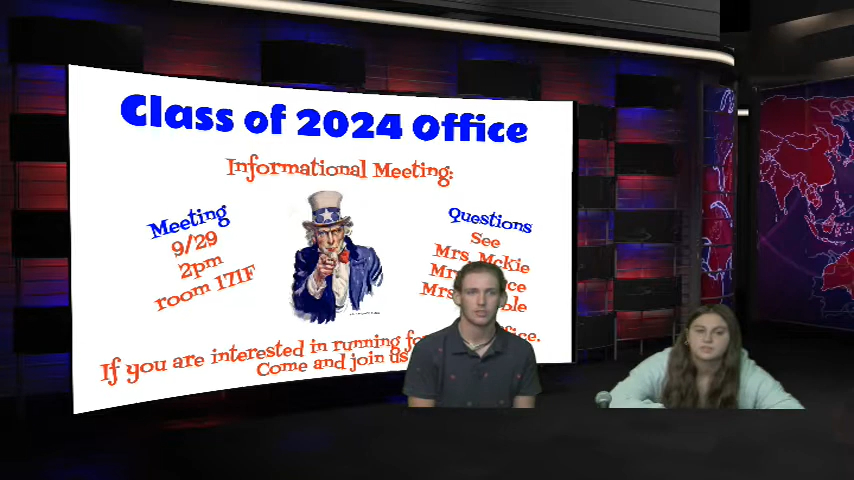 Class of 2024 Office
Informational Meeting:
Meeting
9/29
2pm
room 171F
Questions
See
Mrs. McKie
If you are interested in running
Come and join us